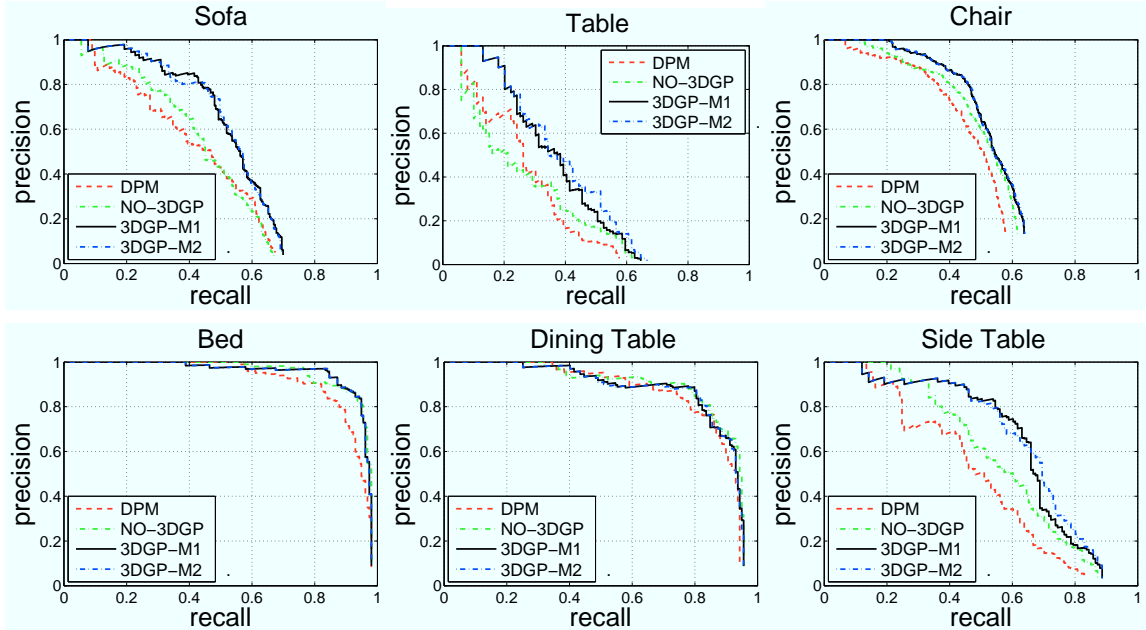 Sofa
precision
1
0.8
0.6
0.4
0.2
0
DPM
NO−3DGP
3DGP−M1
3DGP−M2
0 0.2 0.4 0.6 0.8 1
recall
Table
precision
1
0.8
0.6
0.4
0.2
0
DPM
NO−3DGP
3DGP−M1
3DGP−M2
0 0.2 0.4 0.6 0.8 1
recall
Chair
precision
1
0.8
0.6
0.4
0.2
0
DPM
NO−3DGP
3DGP−M1
3DGP−M2
0 0.2 0.4 0.6 0.8 1
recall
Bed
precision
1
0.8
0.6
0.4
0.2
0
DPM
NO−3DGP
3DGP−M1
3DGP−M2
0 0.2 0.4 0.6 0.8 1
recall
Dining Table
precision
1
0.8
0.6
0.4
0.2
0
DPM
NO−3DGP
3DGP−M1
3DGP−M2
0 0.2 0.4 0.6 0.8 1
recall
Side Table
precision
1
0.8
0.6
0.4
0.2
0
DPM
NO−3DGP
3DGP−M1
3DGP−M2
0 0.2 0.4 0.6 0.8 1
recall